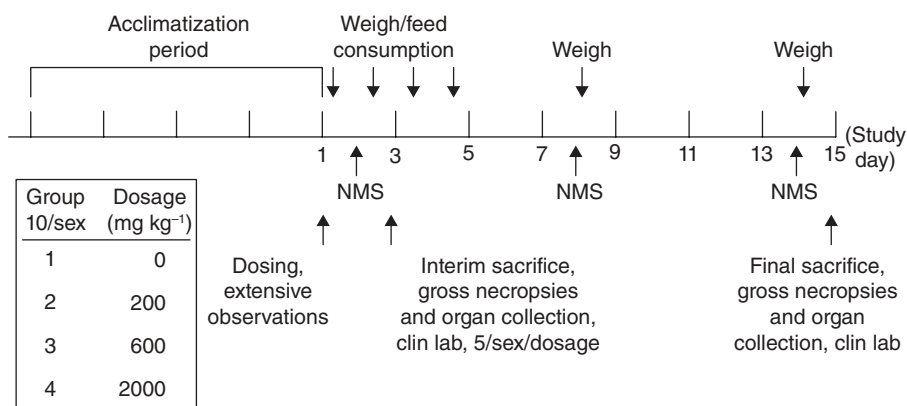 Acclimatization
period
Weigh/feed
consumption
Weigh
Weigh
1 3 5 7 9 11 13 15 (Study
day)
NMS
NMS
NMS
Group Dosage
10/sex (mg kg⁻¹)
1 0
2 200
3 600
4 2000
Dosing,
extensive
observations
Interim sacrifice,
gross necropsies
and organ collection,
clin lab, 5/sex/dosage
Final sacrifice,
gross necropsies
and organ
collection, clin lab